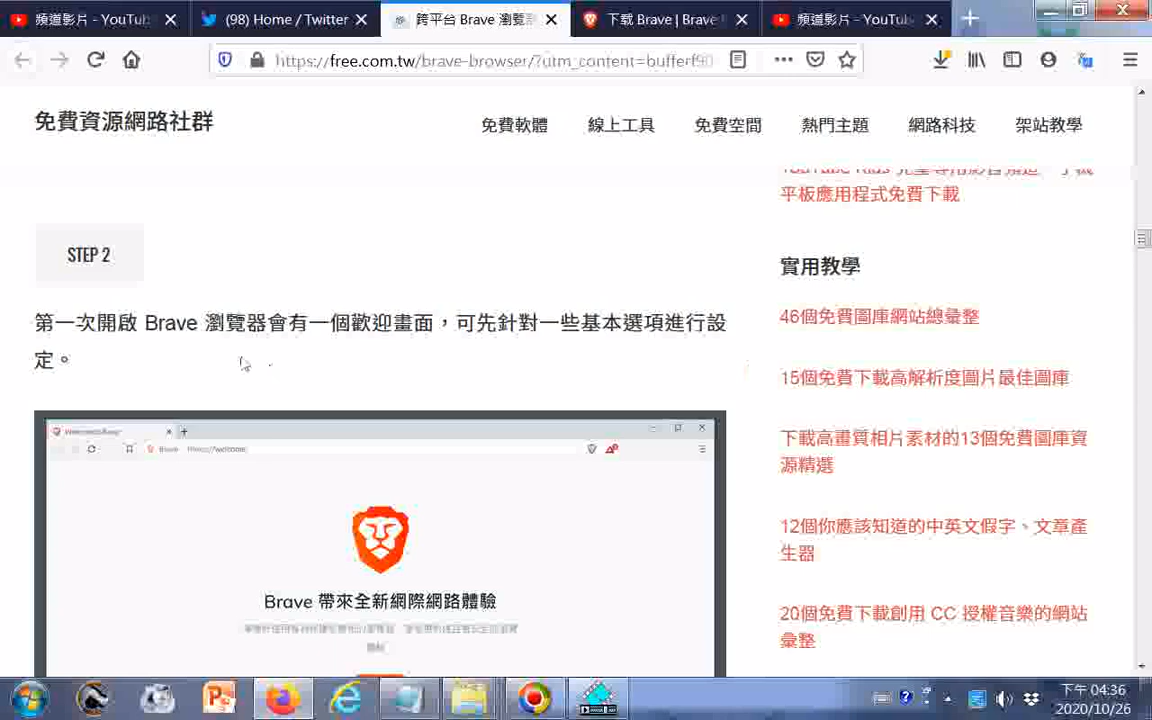 頻道影片 - YouTub
(98) Home / Twitter
跨平台 Brave 瀏覽
下載 Brave | Brave
頻道影片 - YouTub
https://free.com.tw/brave-browser/?utm_content=bufferf90
免費資源網路社群
免費軟體
線上工具
免費空間
熱門主題
網路科技
架站教學
平板應用程式免費下載
STEP 2
實用教學
第一次開啟 Brave 瀏覽器會有一個歡迎畫面，可先針對一些基本選項進行設
定。
46個免費圖庫網站總彙整
15個免費下載高解析度圖片最佳圖庫
下載高畫質相片素材的13個免費圖庫資
源精選
12個你應該知道的中英文假字、文章產
生器
20個免費下載創用 CC 授權音樂的網站
彙整
Brave
Brave 帶來全新網際網路體驗
下午 04:36
2020/10/26